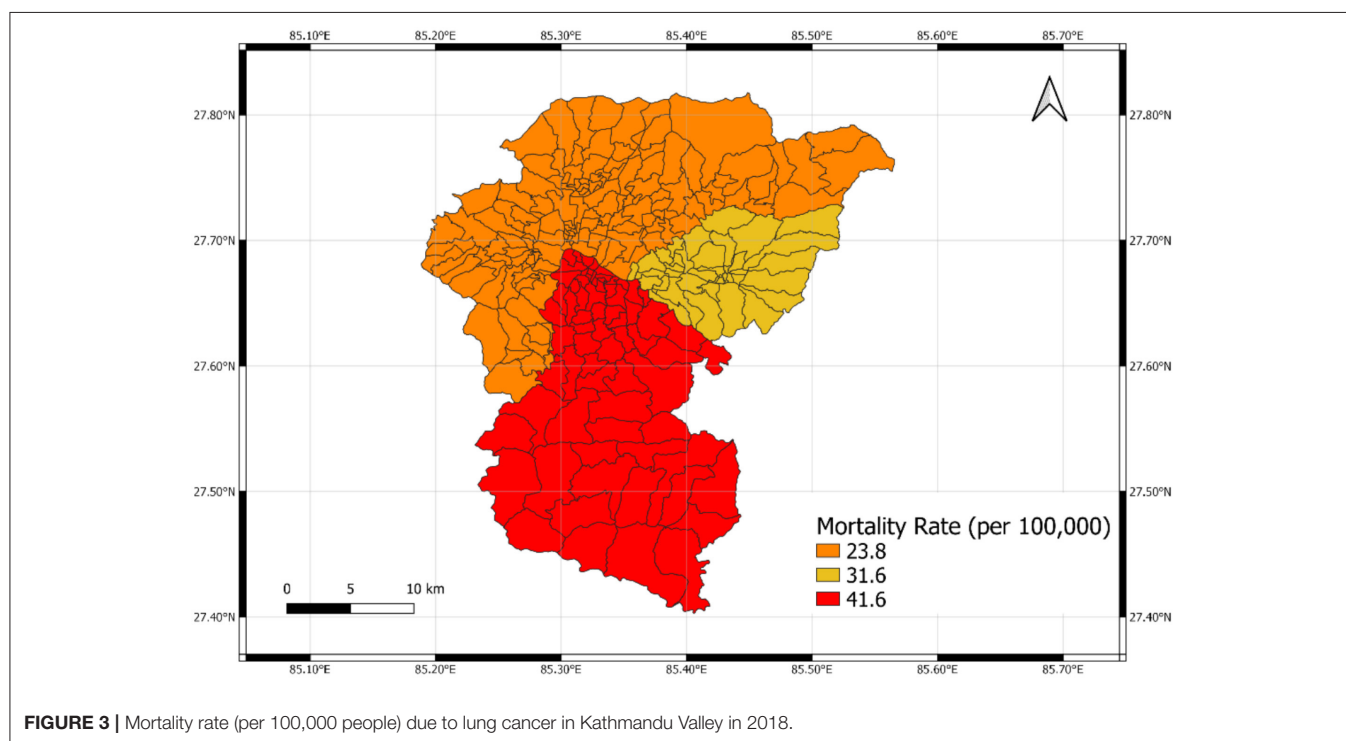 85.10°E 85.20°E 85.30°E 85.40°E 85.50°E 85.60°E 85.70°E
27.80°N 27.80°N
27.70°N 27.70°N
27.60°N 27.60°N
27.50°N 27.50°N
Mortality Rate (per 100,000)
23.8
31.6
41.6
0 5 10 km
27.40°N 27.40°N
85.10°E 85.20°E 85.30°E 85.40°E 85.50°E 85.60°E 85.70°E
FIGURE 3 | Mortality rate (per 100,000 people) due to lung cancer in Kathmandu Valley in 2018.